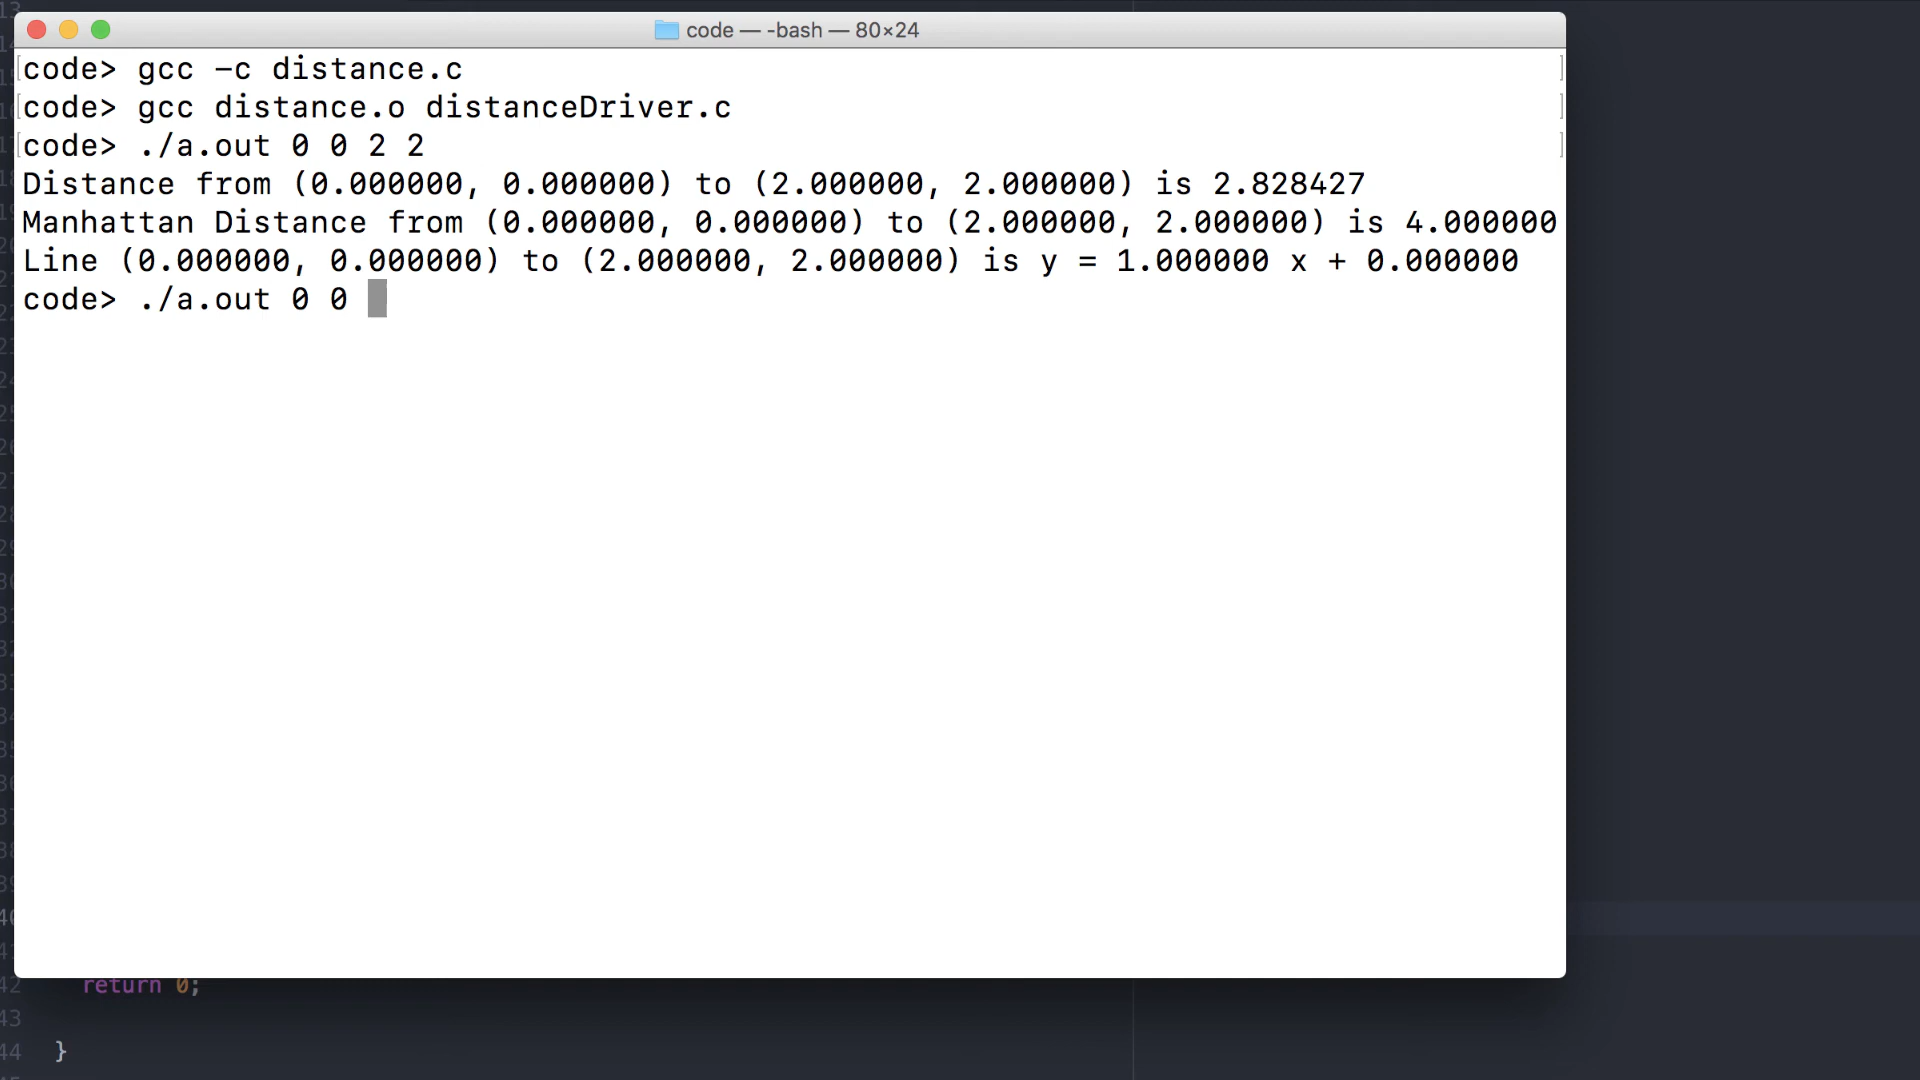 code — -bash — 80×24
code> gcc -c distance.c
code> gcc distance.o distanceDriver.c
code> ./a.out 0 0 2 2
Distance from (0.000000, 0.000000) to (2.000000, 2.000000) is 2.828427
Manhattan Distance from (0.000000, 0.000000) to (2.000000, 2.000000) is 4.000000
Line (0.000000, 0.000000) to (2.000000, 2.000000) is y = 1.000000 x + 0.000000
code> ./a.out 0 0
42 return 0;
43
44 }